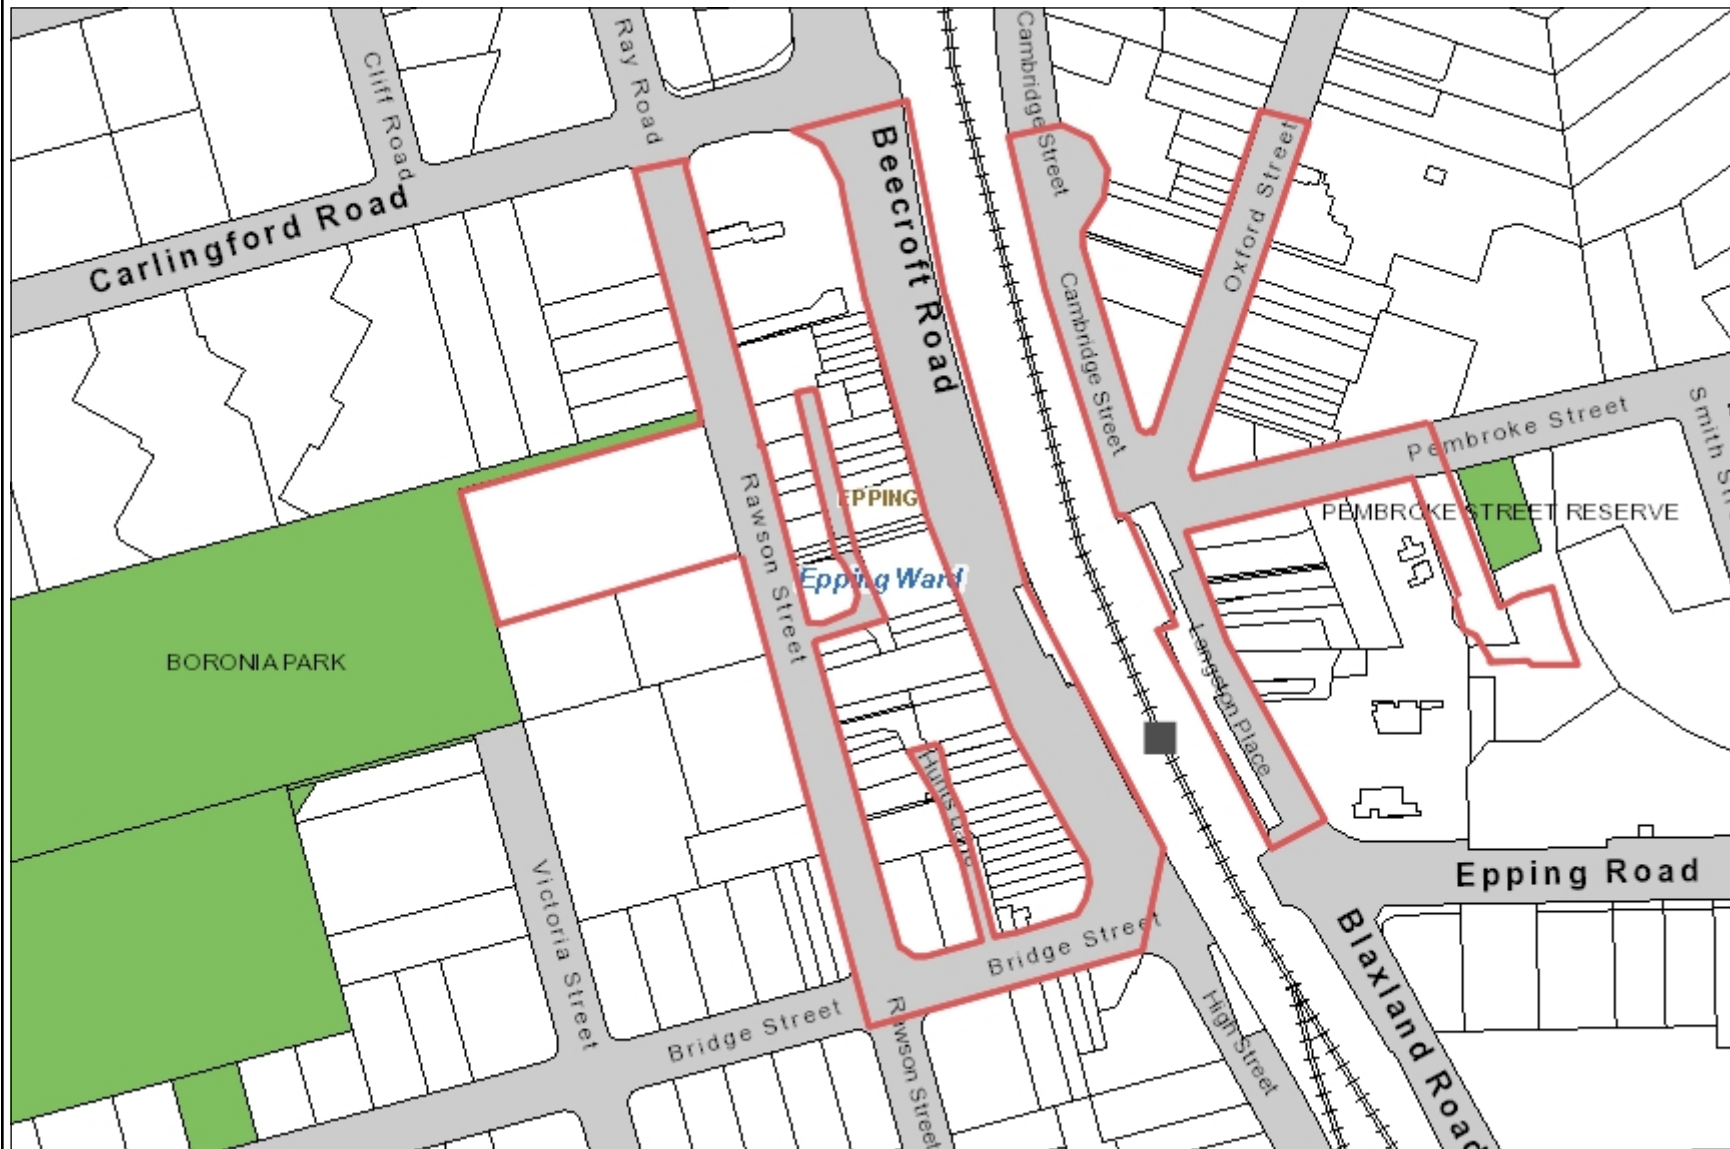 Cliff Road
Ray Road
Cambridge Street
Carlingford Road
Beecroft Road
Oxford Street
Cambridge Street
Pembroke Street
Smith St
Rawson Street
EPPING
PEMBROKE STREET RESERVE
Epping Ward
BORONIA PARK
Langston Place
Hunts Lane
Epping Road
Victoria Street
Bridge Street
Bridge Street
Rawson Street
High Street
Blaxland Road